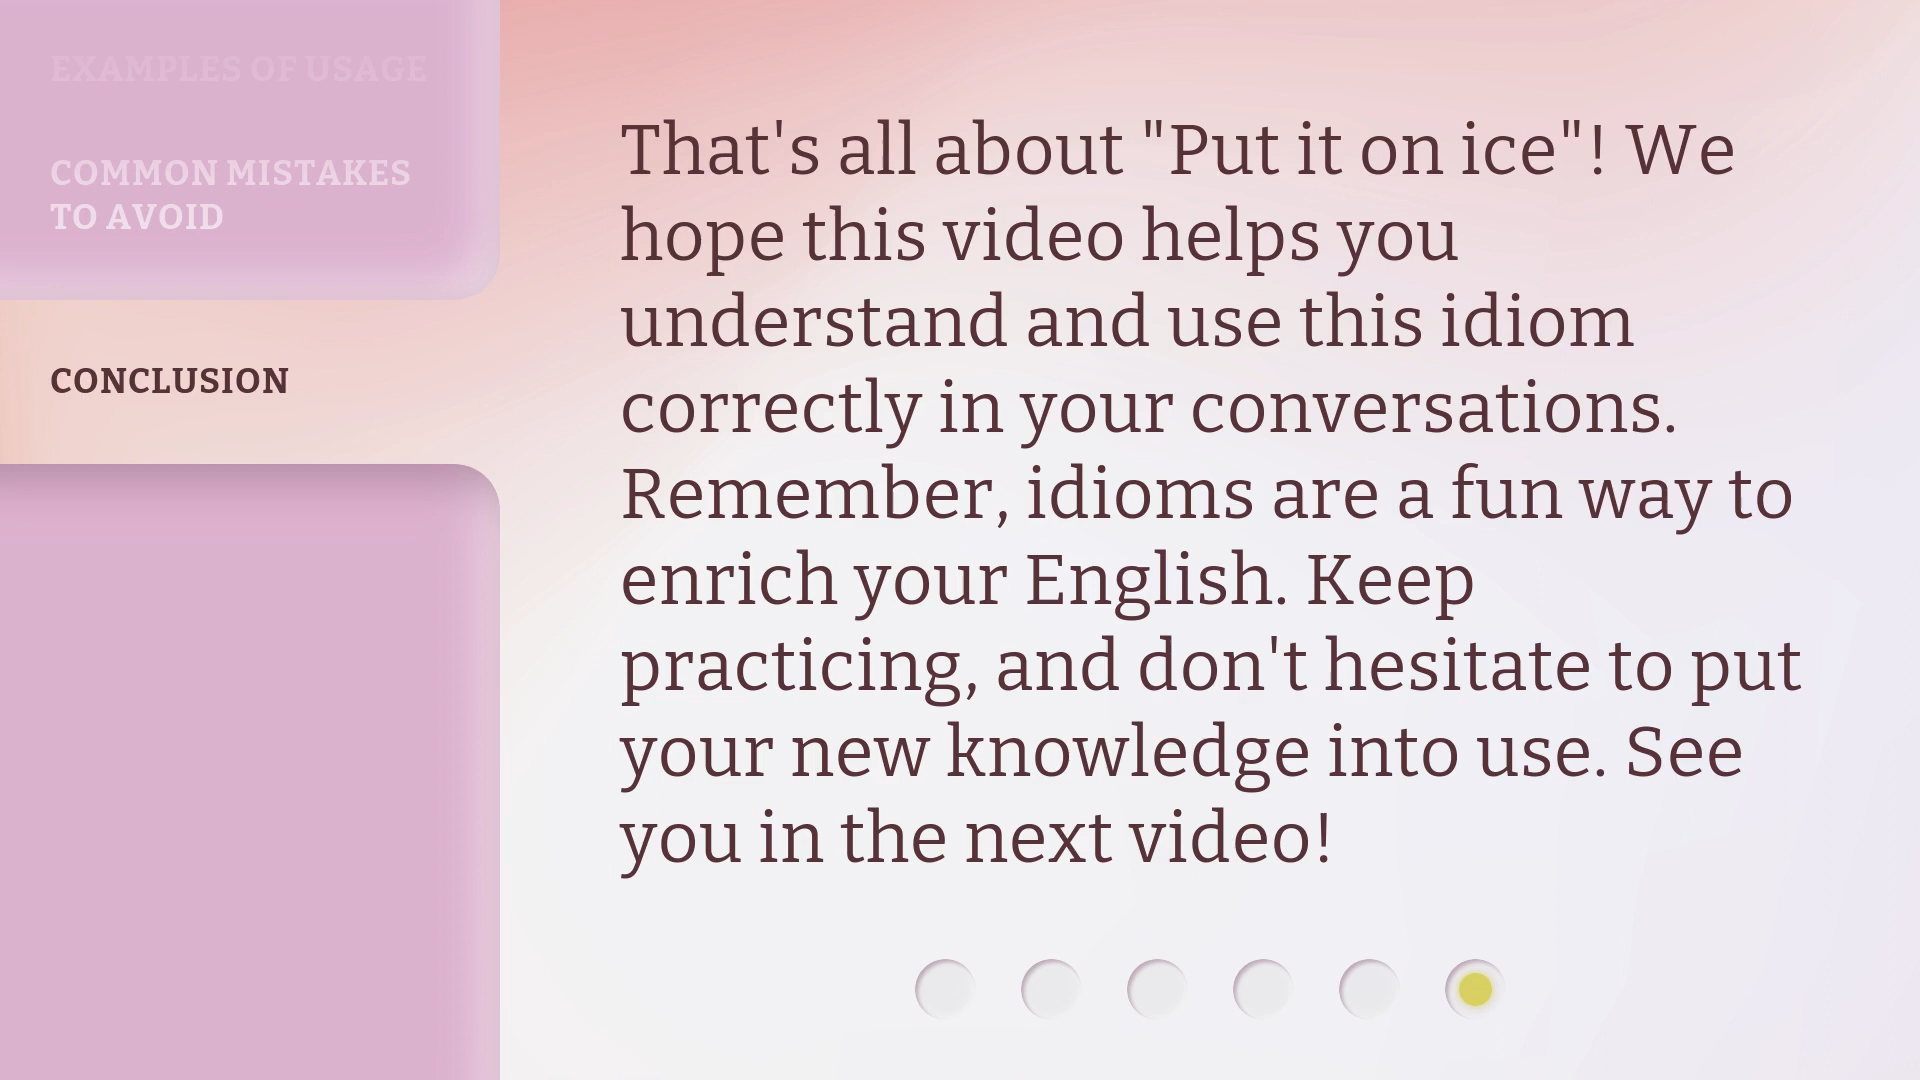 EXAMPLES OF USAGE
COMMON MISTAKES
TO AVOID
CONCLUSION
That's all about "Put it on ice"! We
hope this video helps you
understand and use this idiom
correctly in your conversations.
Remember, idioms are a fun way to
enrich your English. Keep
practicing, and don't hesitate to put
your new knowledge into use. See
you in the next video!